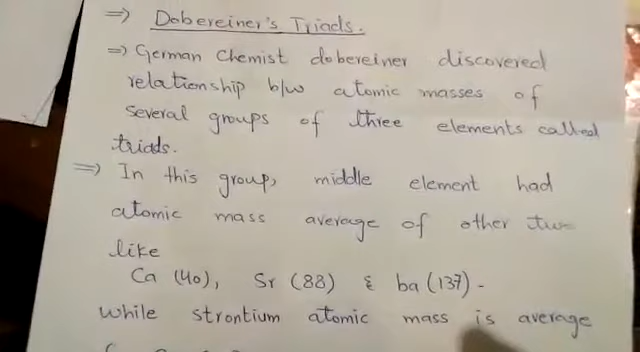 ⇒ Dobereiner's Triads.
⇒ German Chemist dobereiner discovered
relationship b/w atomic masses of
several groups of three elements called
triads.
⇒ In this group, middle element had
atomic mass average of other two
like
Ca (40), Sr (88) & ba (137) -
while strontium atomic mass is average